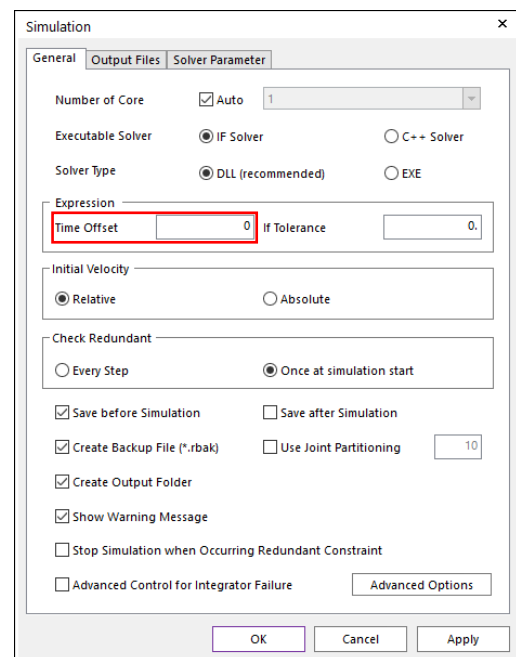 Simulation
General Output Files Solver Parameter
Number of Core Auto 1
Executable Solver IF Solver C++ Solver
Solver Type DLL (recommended) EXE
Expression
Time Offset 0 If Tolerance 0.
Initial Velocity
Relative Absolute
Check Redundant
Every Step Once at simulation start
Save before Simulation Save after Simulation
Create Backup File (*.rbak) Use Joint Partitioning 10
Create Output Folder
Show Warning Message
Stop Simulation when Occurring Redundant Constraint
Advanced Control for Integrator Failure Advanced Options
OK Cancel Apply